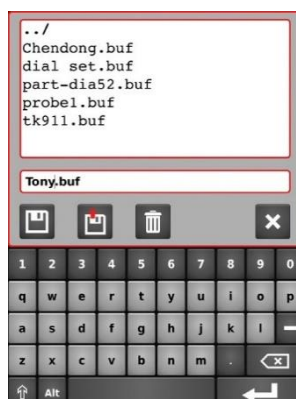 ../
Chendong.buf
dial set.buf
part-dia52.buf
probe1.buf
tk911.buf
Tony.buf
1 2 3 4 5 6 7 8 9 0
q w e r t y u i o p
a s d f g h j k l -
z x c v b n m .
Alt